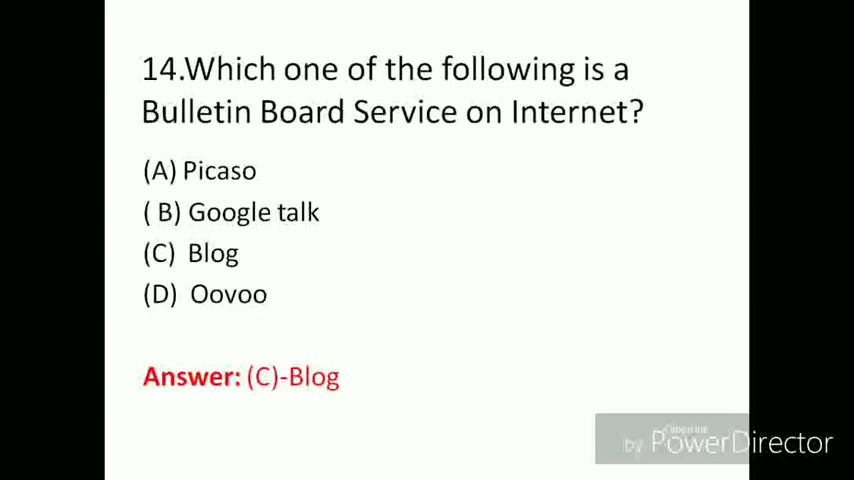 14.Which one of the following is a
Bulletin Board Service on Internet?
(A) Picaso
( B) Google talk
(C) Blog
(D) Oovoo
Answer: (C)-Blog
by PowerDirector